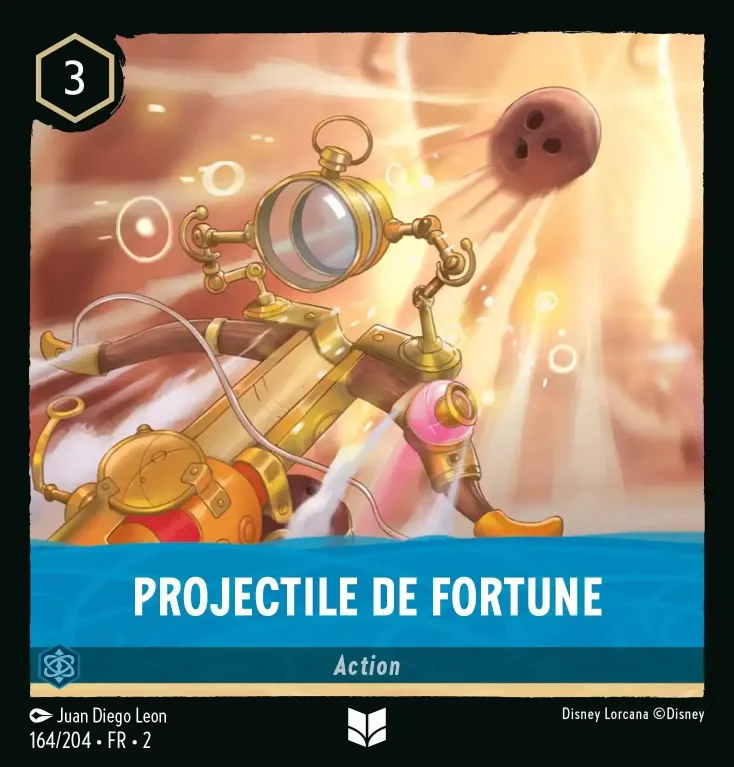 3
PROJECTILE DE FORTUNE
Action
Juan Diego Leon
Disney Lorcana ©Disney
164/204 • FR • 2